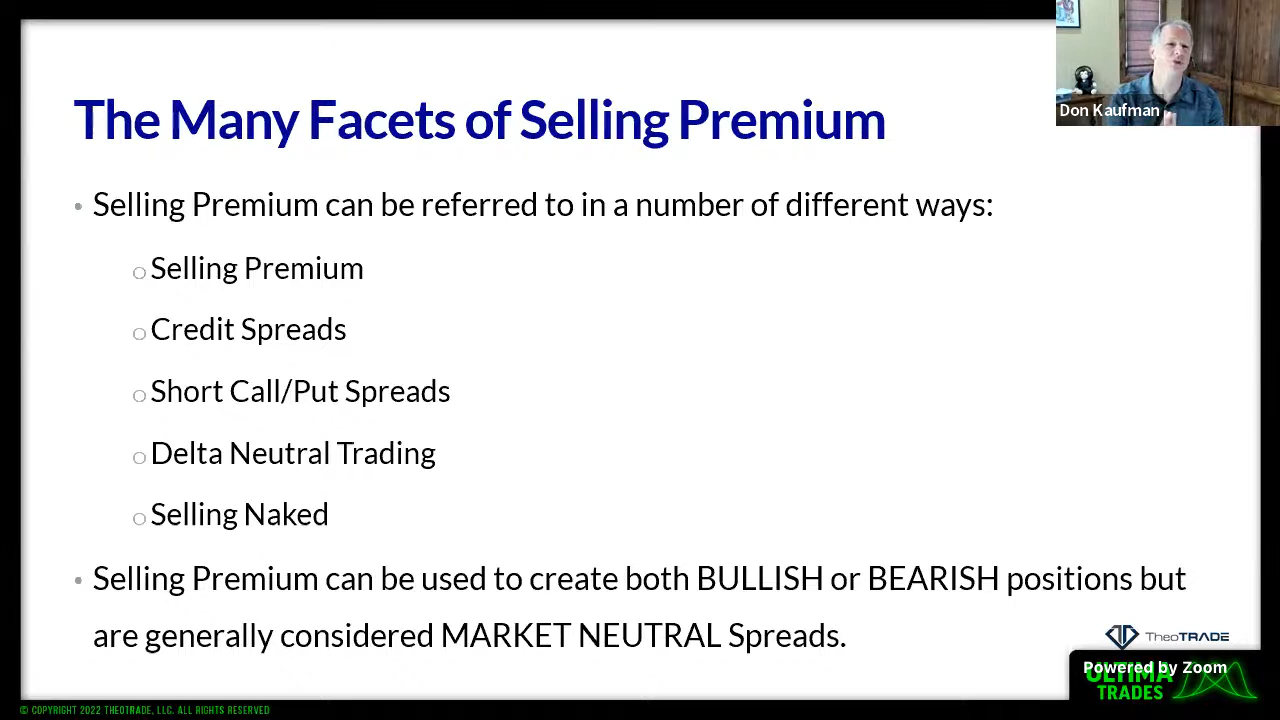 The Many Facets of Selling Premium
Don Kaufman
• Selling Premium can be referred to in a number of different ways:
o Selling Premium
o Credit Spreads
o Short Call/Put Spreads
o Delta Neutral Trading
o Selling Naked
• Selling Premium can be used to create both BULLISH or BEARISH positions but
are generally considered MARKET NEUTRAL Spreads.
TheoTRADE
Powered by Zoom
ULTIMA
TRADES
© COPYRIGHT 2022 THEOTRADE, LLC. ALL RIGHTS RESERVED